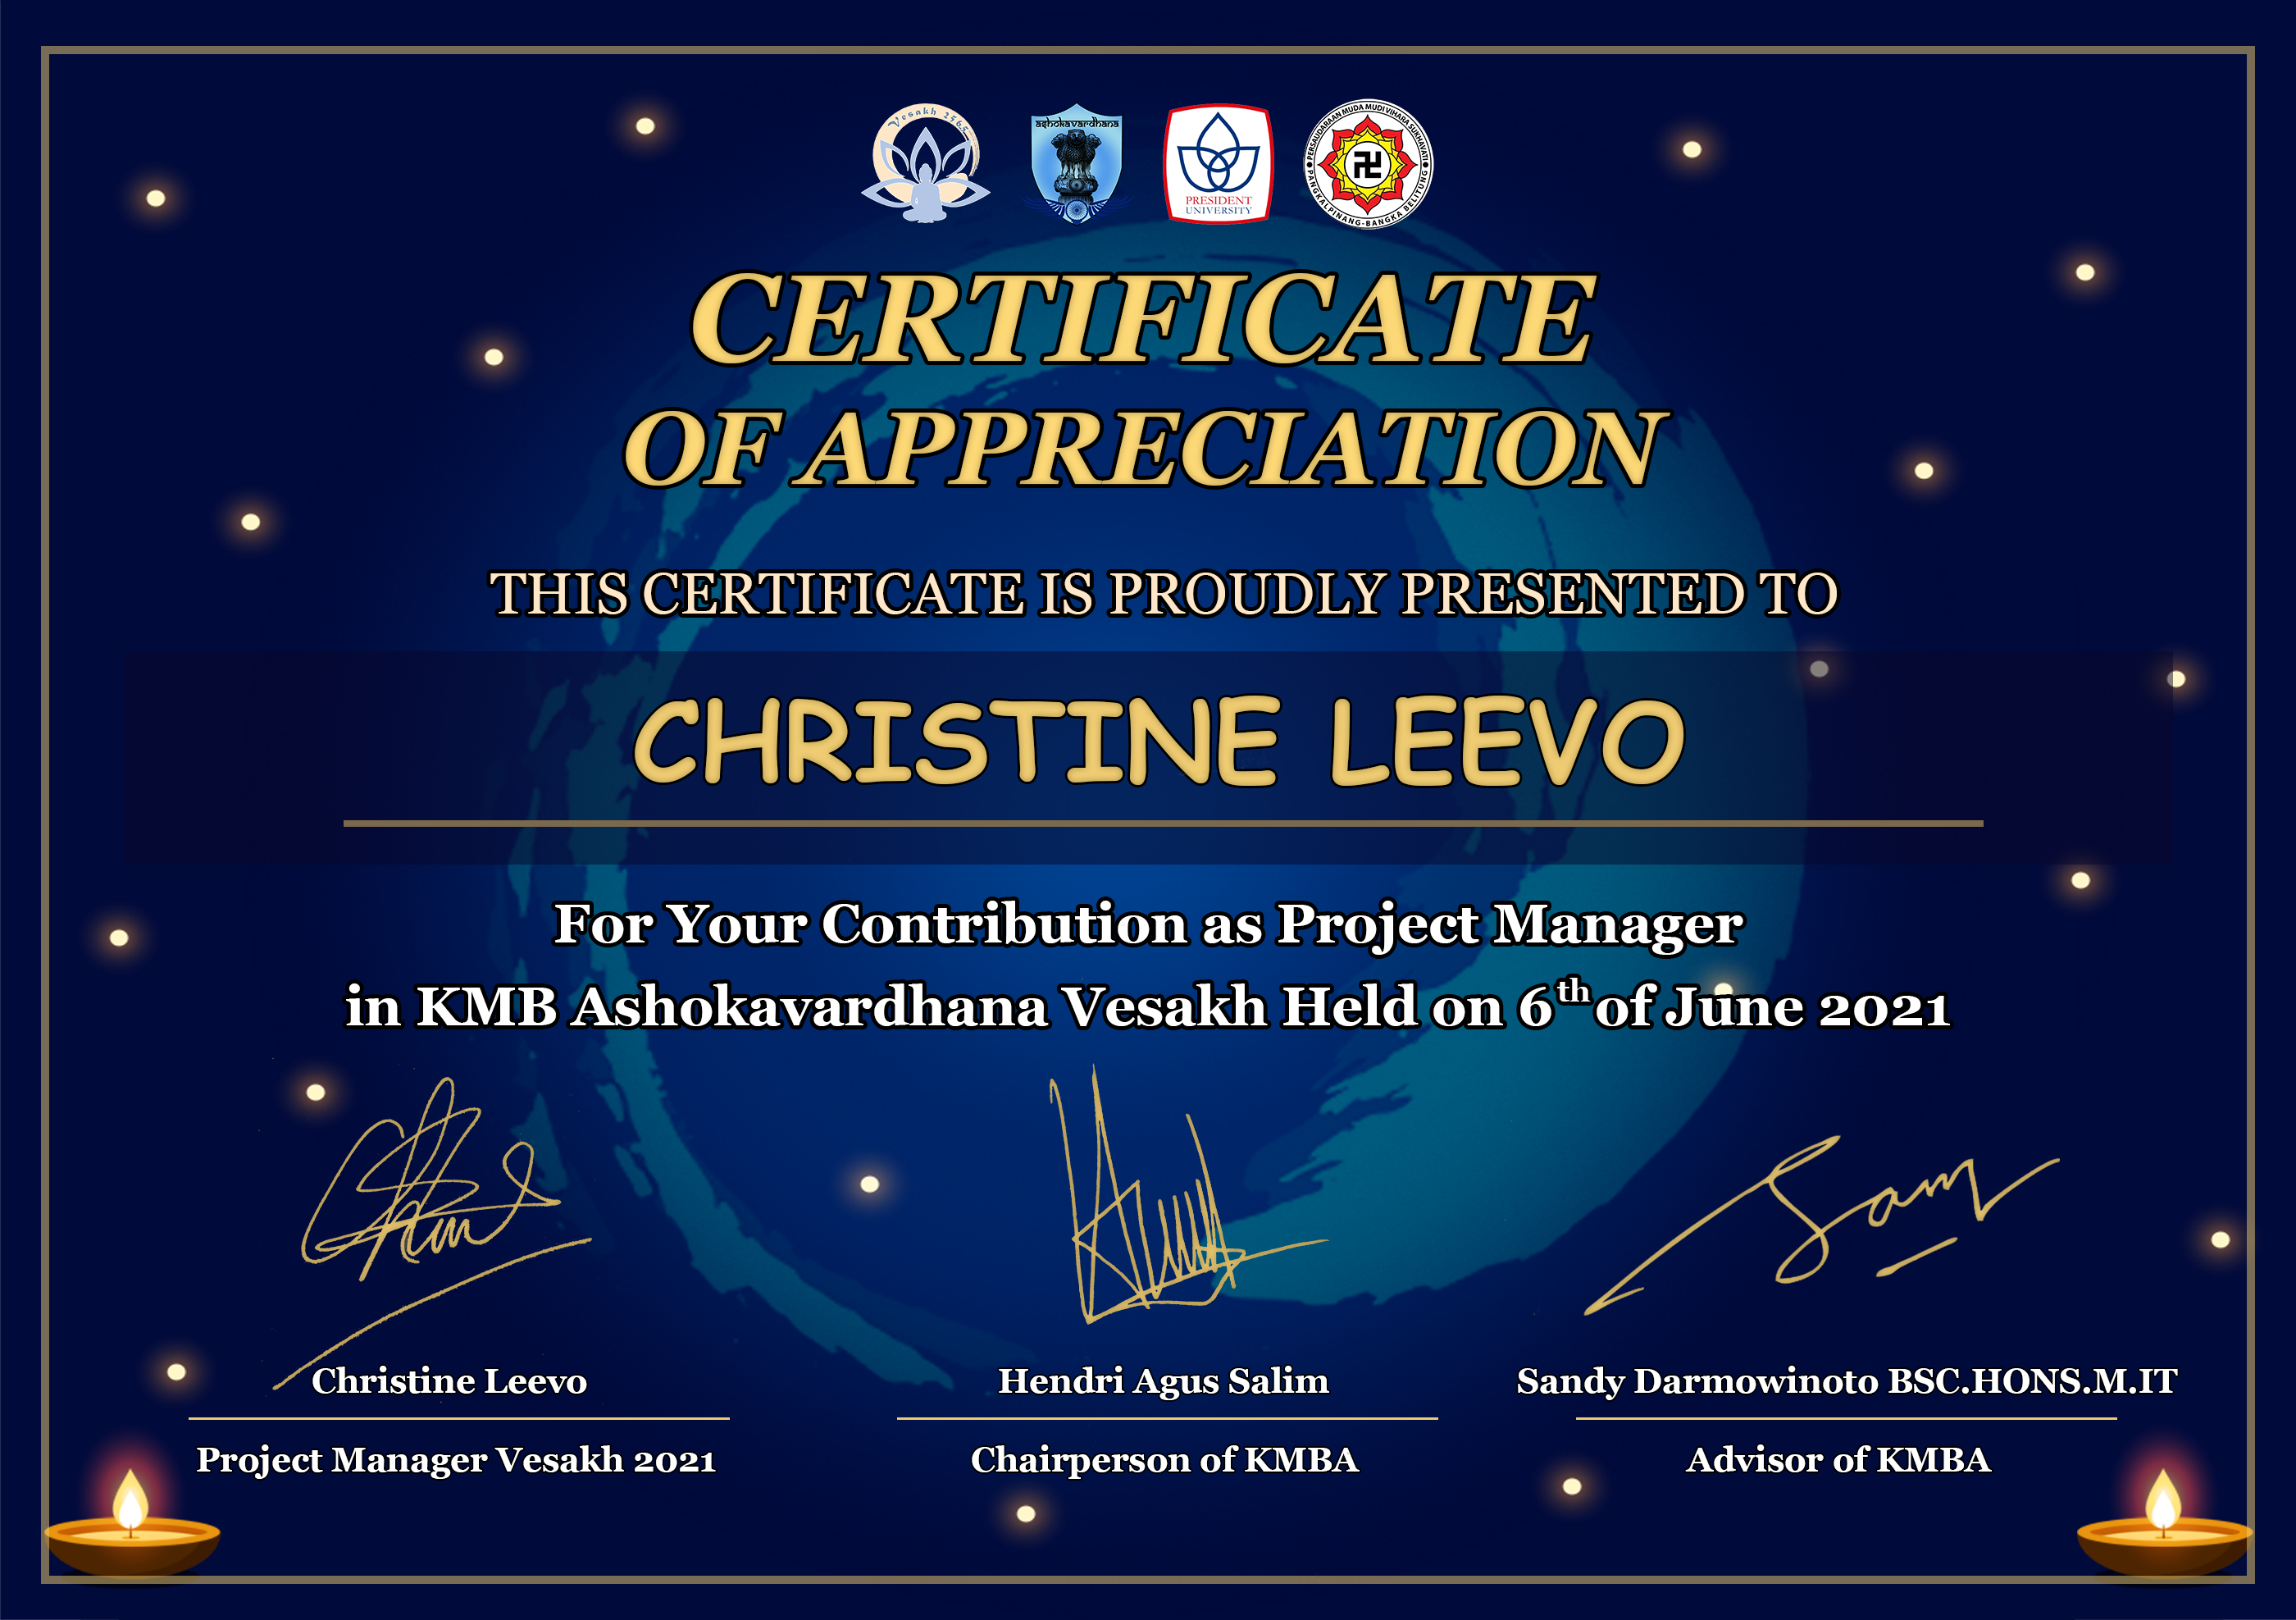 Vesakh 2565
ashokavardhana
PRESIDENT
UNIVERSITY
PERSAUDARAAN MUDA MUDI VIHARA SUKHAVATI
PANGKALPINANG-BANGKA BELITUNG
CERTIFICATE
OF APPRECIATION
THIS CERTIFICATE IS PROUDLY PRESENTED TO
CHRISTINE LEEVO
For Your Contribution as Project Manager
in KMB Ashokavardhana Vesakh Held on 6th of June 2021
Christine Leevo
Project Manager Vesakh 2021
Hendri Agus Salim
Chairperson of KMBA
Sam
Sandy Darmowinoto BSC.HONS.M.IT
Advisor of KMBA